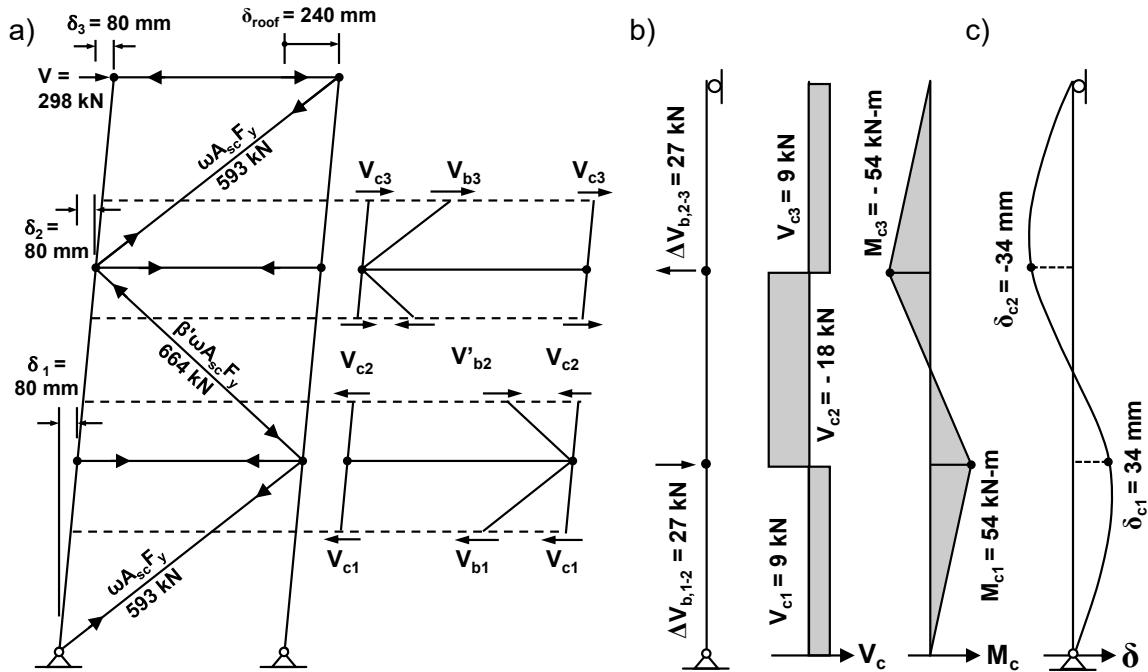 a)
δ₃ = 80 mm
δroof = 240 mm
V =
298 kN
ωAscFy
593 kN
δ₂ =
80 mm
β'ωAscFy
664 kN
δ₁ =
80 mm
ωAscFy
593 kN
Vc3
Vb3
Vc3
Vc2
V'b2
Vc2
Vc1
Vb1
Vc1
b)
ΔVb,2-3 = 27 kN
ΔVb,1-2 = 27 kN
Vc3 = 9 kN
Vc2 = - 18 kN
Vc1 = 9 kN
Vc
Mc3 = - 54 kN-m
Mc1 = 54 kN-m
Mc
c)
δc2 = -34 mm
δc1 = 34 mm
δ